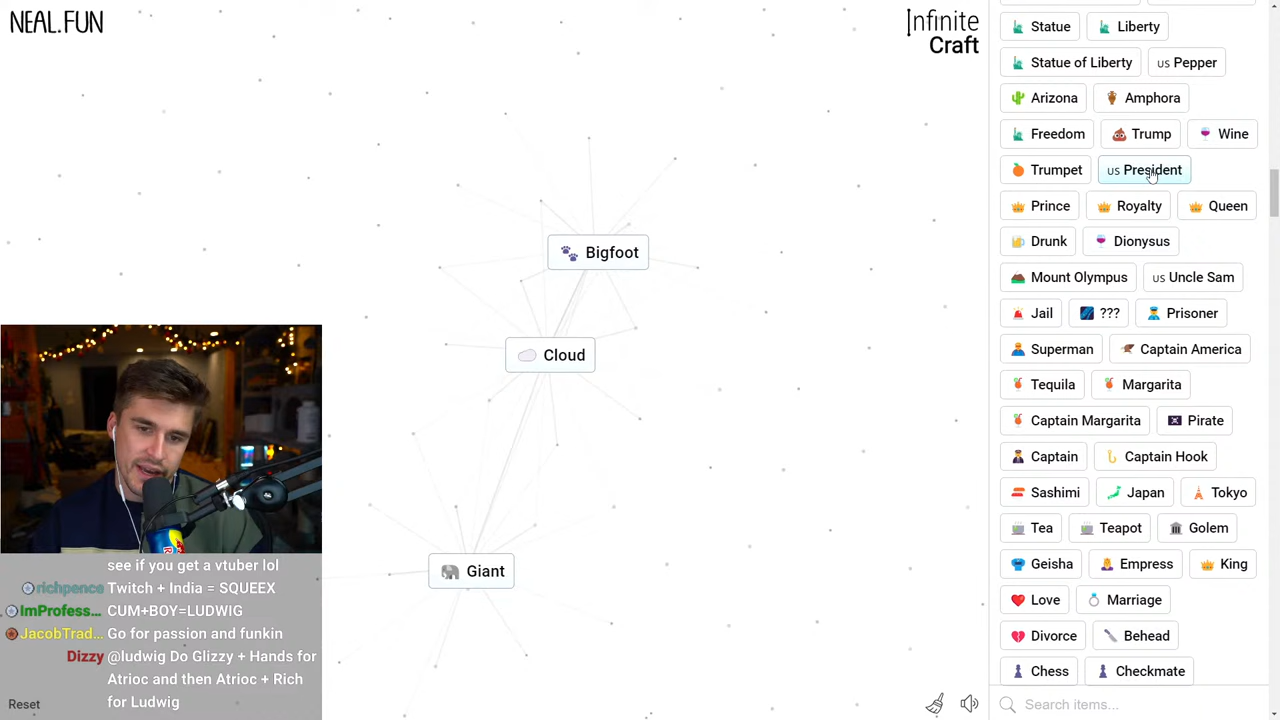 NEAL.FUN
Infinite
Craft
Statue Liberty
Statue of Liberty US Pepper
Arizona Amphora
Freedom Trump Wine
Trumpet US President
Prince Royalty Queen
Drunk Dionysus
Mount Olympus US Uncle Sam
Jail ??? Prisoner
Superman Captain America
Tequila Margarita
Captain Margarita Pirate
Captain Captain Hook
Sashimi Japan Tokyo
Tea Teapot Golem
Geisha Empress King
Love Marriage
Divorce Behead
Chess Checkmate
Search items...
Bigfoot
Cloud
Giant
see if you get a vtuber lol
richpence Twitch + India = SQUEEX
ImProfess... CUM+BOY=LUDWIG
JacobTrad... Go for passion and funkin
Dizzy @ludwig Do Glizzy + Hands for
Atrioc and then Atrioc + Rich
for Ludwig
Reset